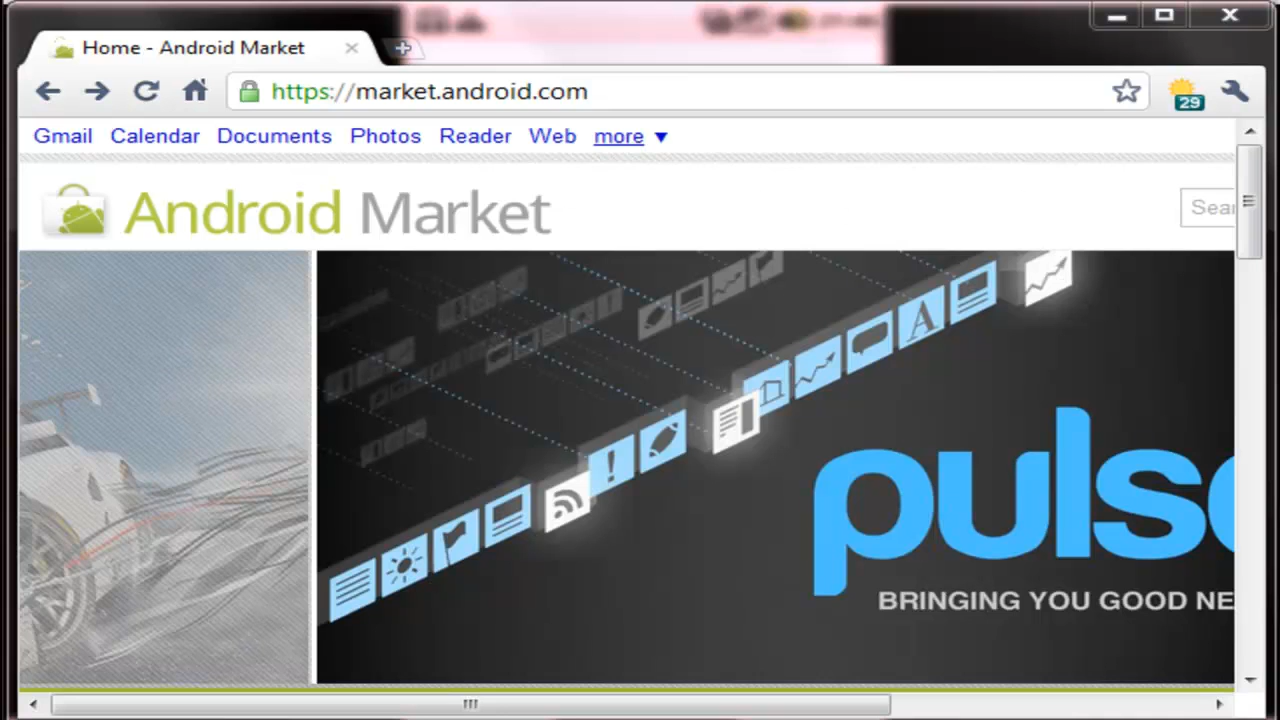 Home - Android Market
https://market.android.com
29
Gmail Calendar Documents Photos Reader Web more ▼
Android Market
Sear
A
!
pulse
BRINGING YOU GOOD NE